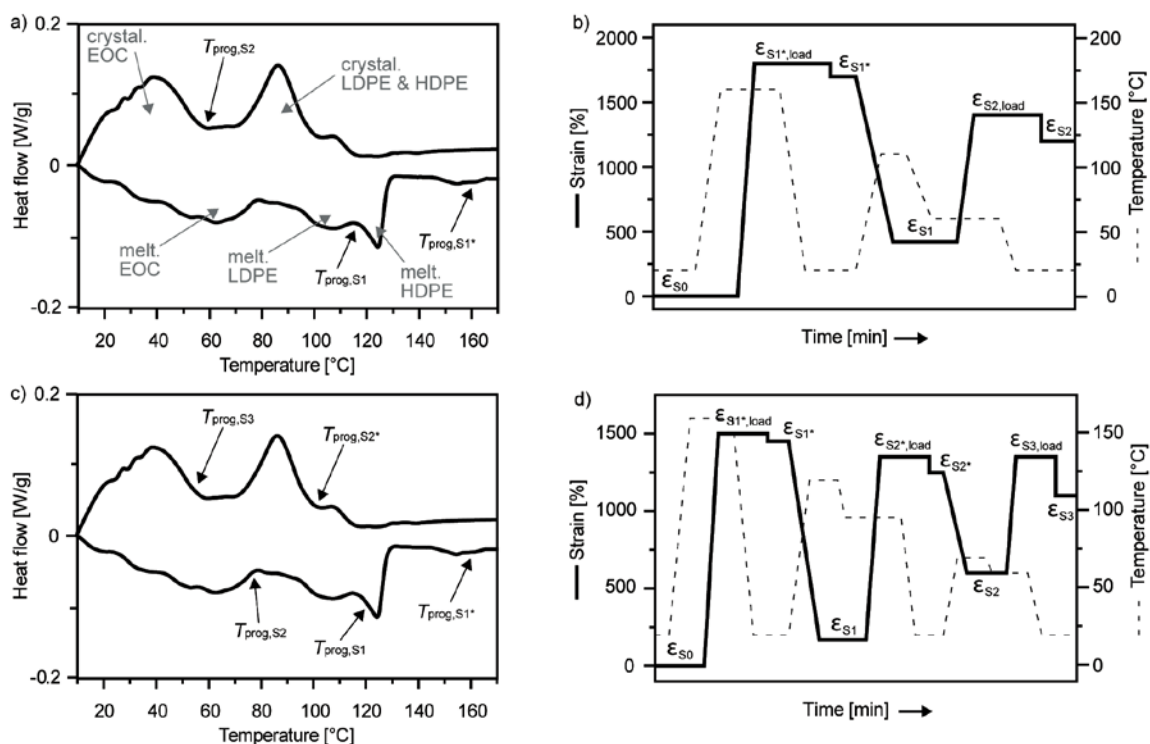 a)
0.2
crystal.
EOC
Tprog,S2
crystal.
LDPE & HDPE
Heat flow [W/g]
0
melt.
EOC
melt.
LDPE
Tprog,S1
Tprog,S1*
melt.
HDPE
-0.2
20 40 60 80 100 120 140 160
Temperature [°C]
b)
2000
1500
1000
500
0
Strain [%]
εS0
εS1*,load
εS1*
εS1
εS2,load
εS2
200
150
100
50
0
Temperature [°C]
Time [min]
c)
0.2
Tprog,S3
Tprog,S2*
Heat flow [W/g]
0
Tprog,S2
Tprog,S1
Tprog,S1*
-0.2
20 40 60 80 100 120 140 160
Temperature [°C]
d)
1500
1000
500
0
Strain [%]
εS0
εS1*,load
εS1*
εS1
εS2*,load
εS2*
εS2
εS3,load
εS3
150
100
50
0
Temperature [°C]
Time [min]